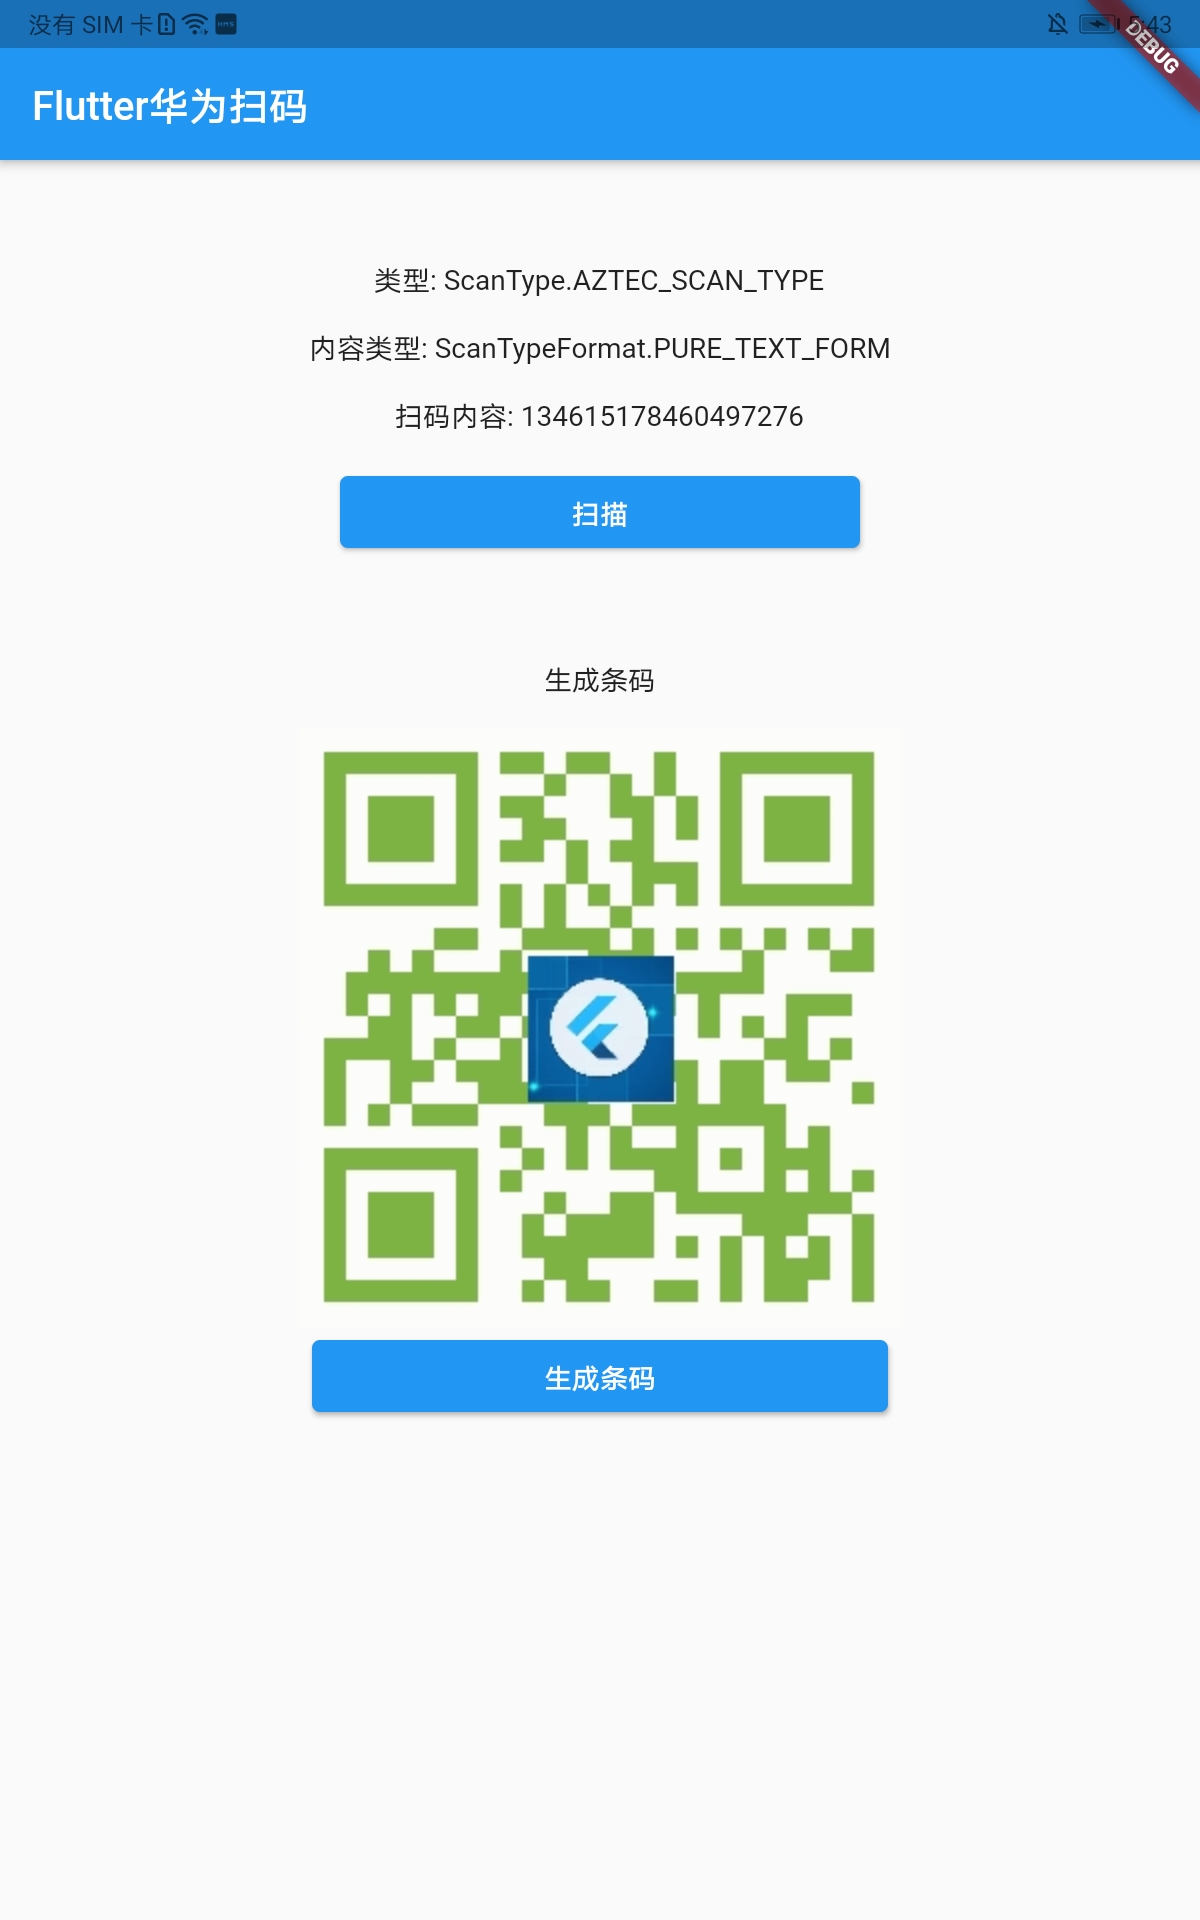 没有 SIM 卡
5:43
DEBUG
Flutter华为扫码
类型: ScanType.AZTEC_SCAN_TYPE
内容类型: ScanTypeFormat.PURE_TEXT_FORM
扫码内容: 134615178460497276
扫描
生成条码
生成条码